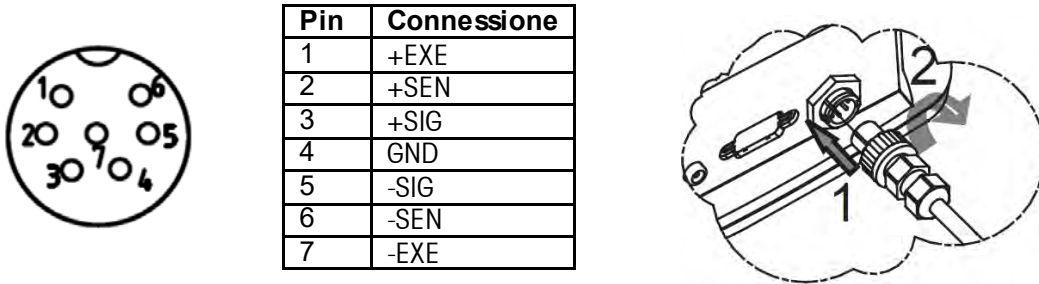 1 6
2 7 5
3 4
Pin Connessione
1 +EXE
2 +SEN
3 +SIG
4 GND
5 -SIG
6 -SEN
7 -EXE
2
1